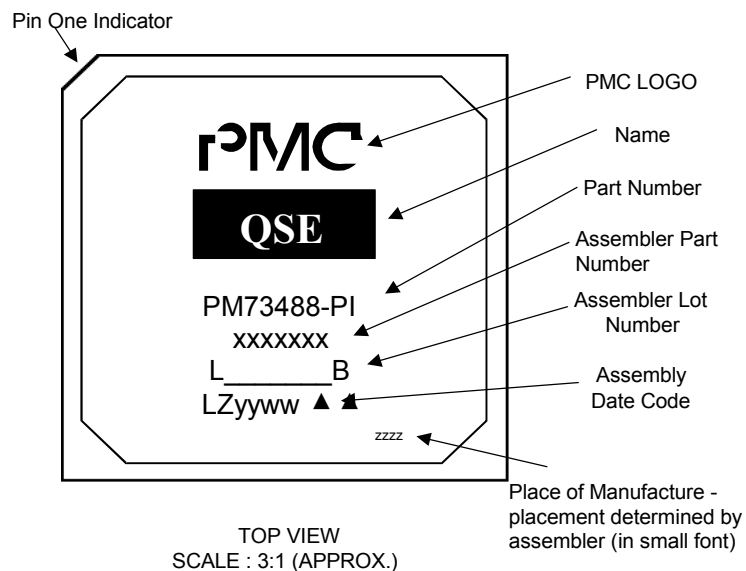 Pin One Indicator
PMC LOGO
PMC
Name
QSE
Part Number
Assembler Part
Number
PM73488-PI
xxxxxxx
Assembler Lot
Number
L_______B
LZyyww ▲ ▲
Assembly
Date Code
zzzz
Place of Manufacture -
placement determined by
assembler (in small font)
TOP VIEW
SCALE : 3:1 (APPROX.)